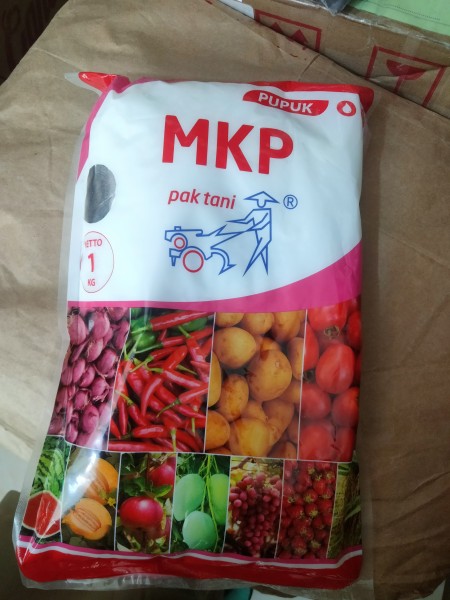 PUPUK
MKP
pak tani
®
NETTO
1
KG